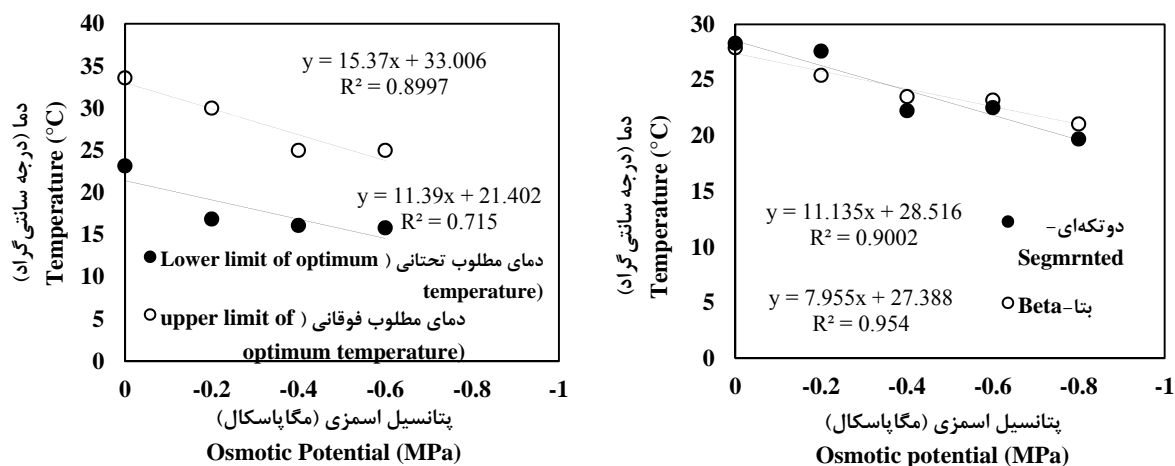 دما (درجه سانتی‌گراد)
Temperature (°C)
40
35
30
25
20
15
10
5
0
y = 15.37x + 33.006
R² = 0.8997
y = 11.39x + 21.402
R² = 0.715
دمای مطلوب تحتانی ( Lower limit of optimum
temperature)
دمای مطلوب فوقانی ( upper limit of
optimum temperature)
0 -0.2 -0.4 -0.6 -0.8 -1
پتانسیل اسمزی (مگاپاسکال)
Osmotic Potential (MPa)
دما (درجه سانتی‌گراد)
Temperature (°C)
30
25
20
15
10
5
0
y = 11.135x + 28.516
R² = 0.9002
y = 7.955x + 27.388
R² = 0.954
دوتکه‌ای-
Segmrnted
بتا-Beta
0 -0.2 -0.4 -0.6 -0.8 -1
پتانسیل اسمزی (مگاپاسکال)
Osmotic potential (MPa)